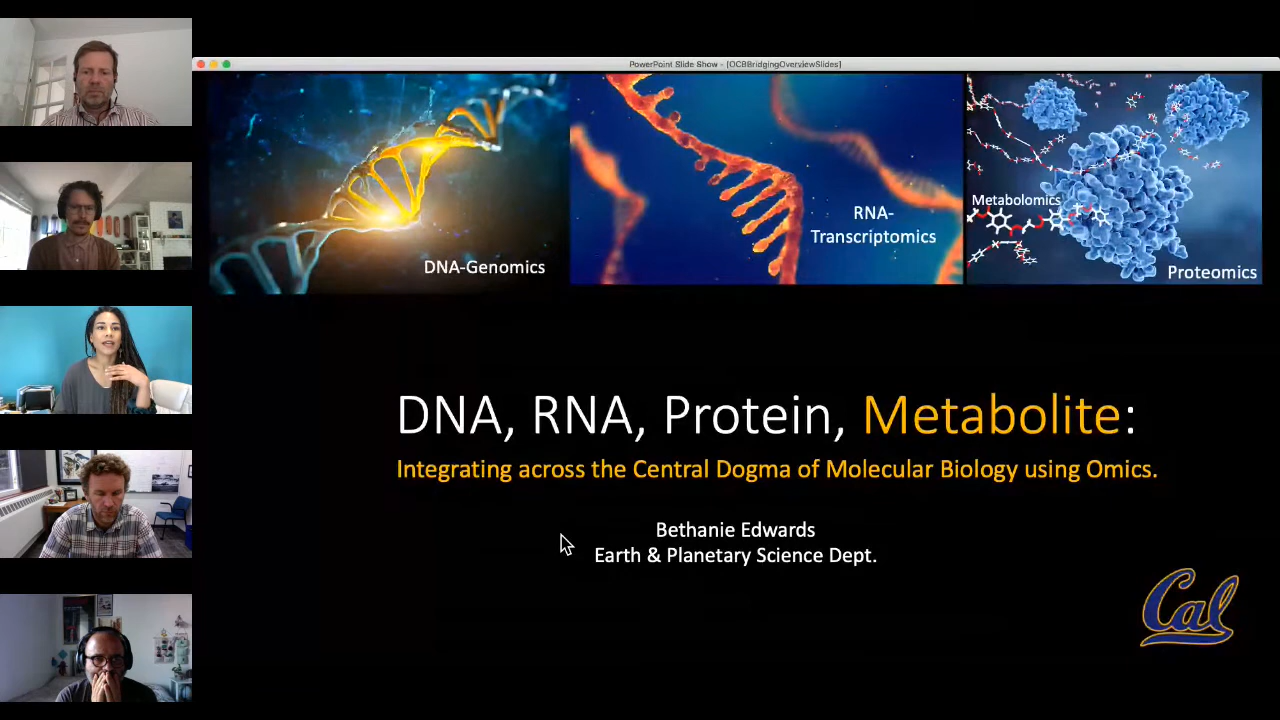 PowerPoint Slide Show - [OCBBridgingOverviewSlides]
DNA-Genomics
RNA-
Transcriptomics
Metabolomics
Proteomics
DNA, RNA, Protein, Metabolite:
Integrating across the Central Dogma of Molecular Biology using Omics.
Bethanie Edwards
Earth & Planetary Science Dept.
Cal